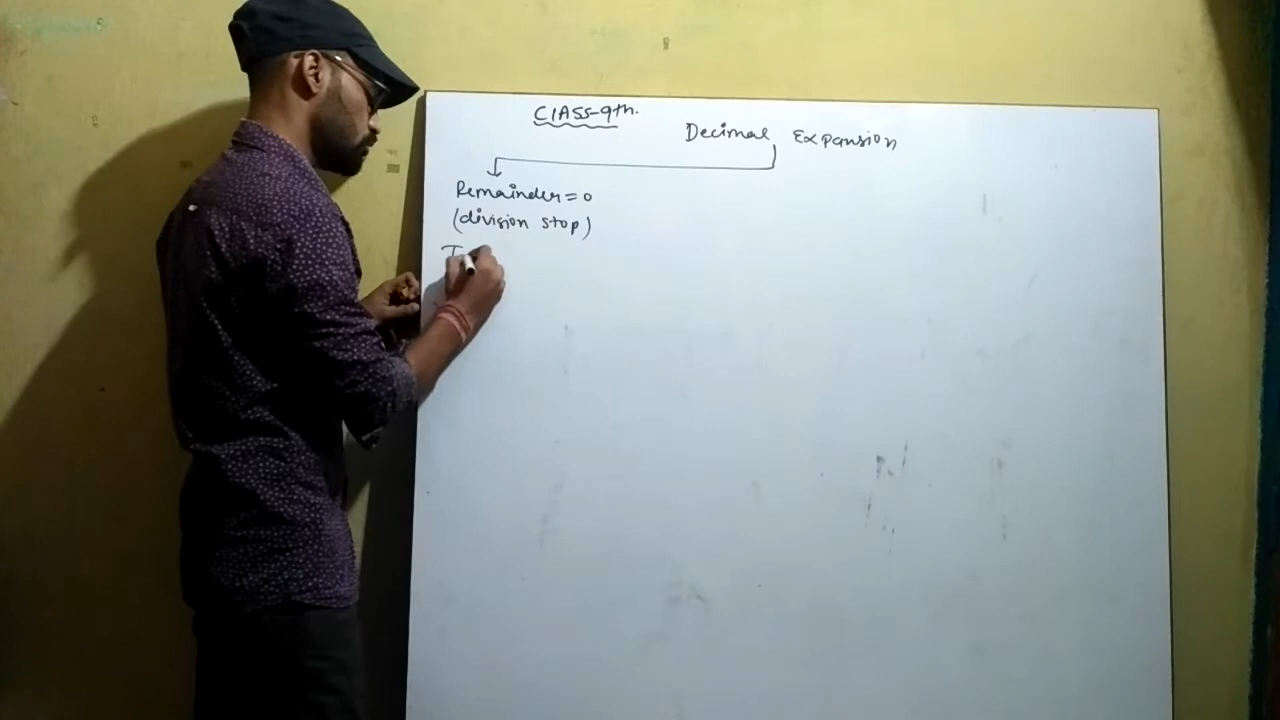 CLASS-9th.
Decimal Expansion
Remainder = 0
(division stop)
T